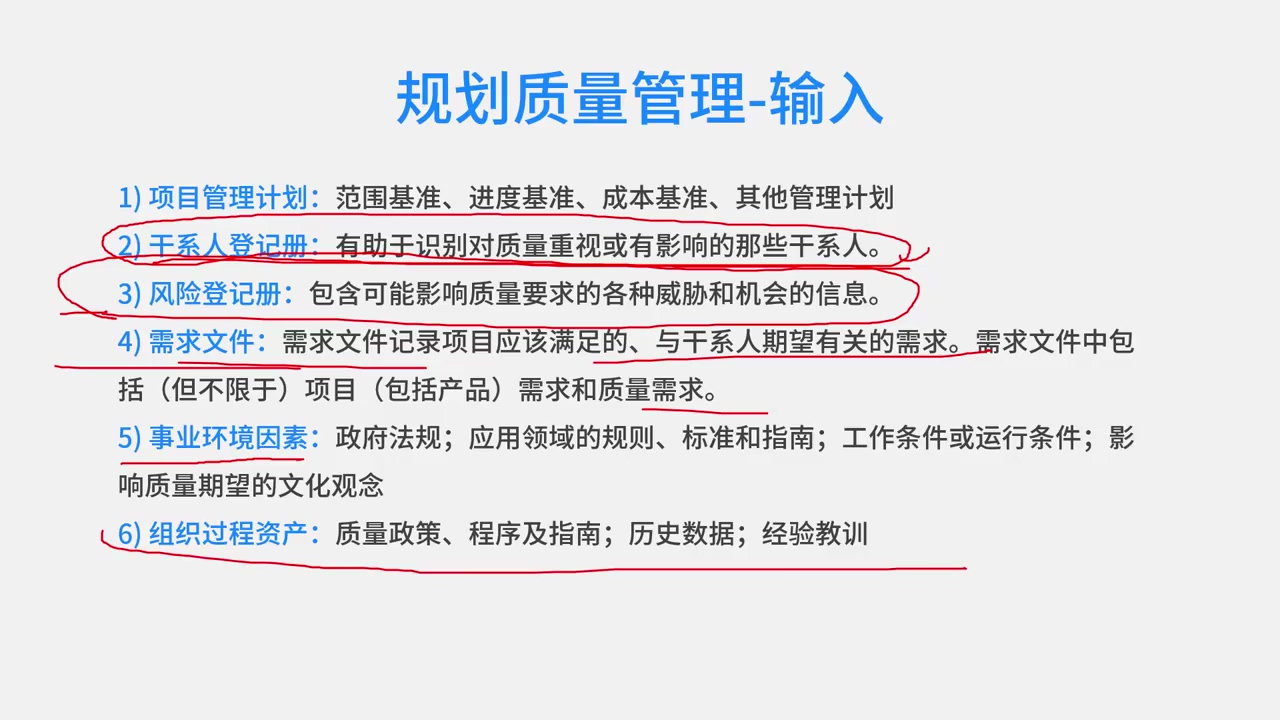 规划质量管理-输入
1) 项目管理计划：范围基准、进度基准、成本基准、其他管理计划
2) 干系人登记册：有助于识别对质量重视或有影响的那些干系人。
3) 风险登记册：包含可能影响质量要求的各种威胁和机会的信息。
4) 需求文件：需求文件记录项目应该满足的、与干系人期望有关的需求。需求文件中包
括（但不限于）项目（包括产品）需求和质量需求。
5) 事业环境因素：政府法规；应用领域的规则、标准和指南；工作条件或运行条件；影
响质量期望的文化观念
6) 组织过程资产：质量政策、程序及指南；历史数据；经验教训